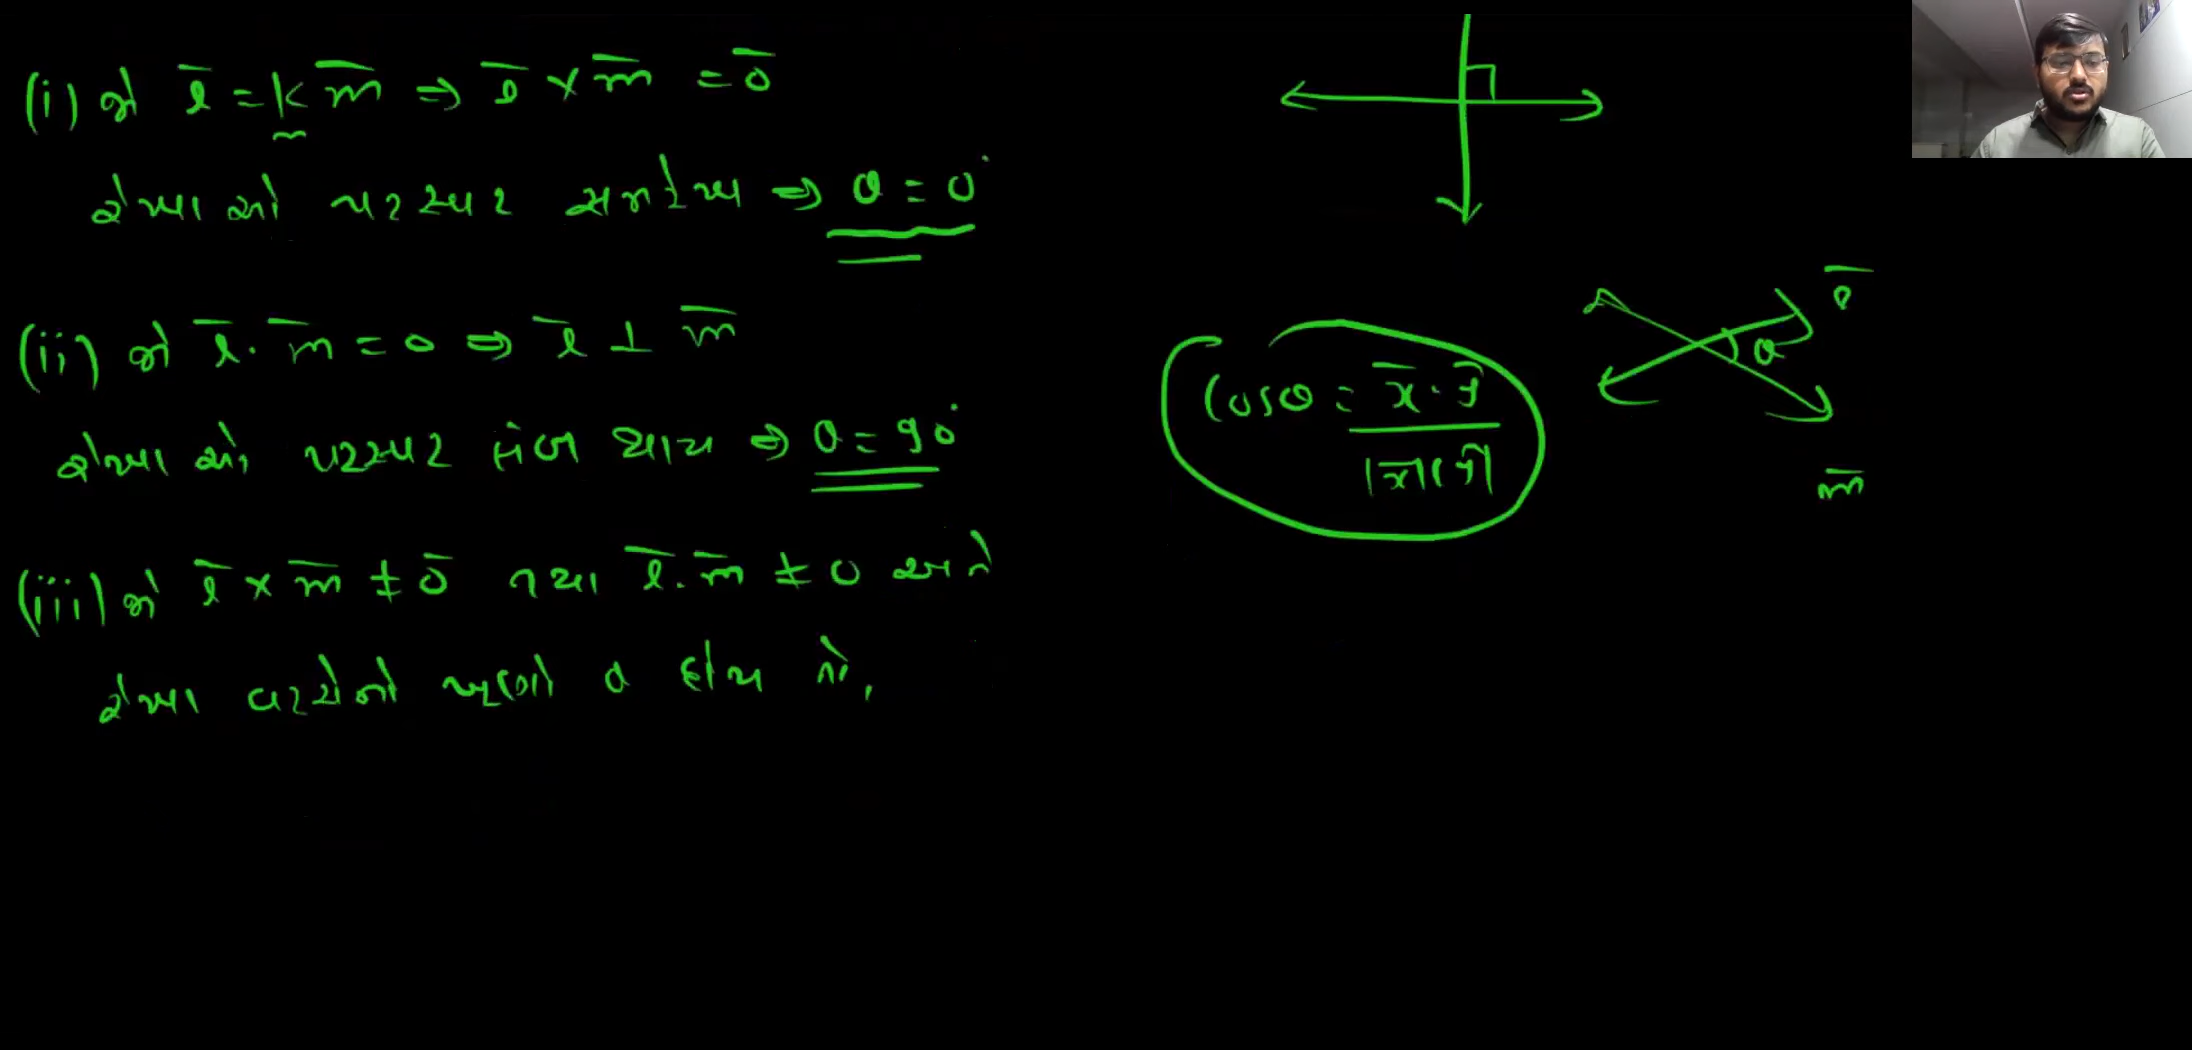 (i) જો l̄ = k m̄ ⇒ l̄ × m̄ = 0̄
રેખાઓ પરસ્પર સમાંતર ⇒ θ = 0°
(ii) જો l̄ · m̄ = 0 ⇒ l̄ ⊥ m̄
રેખાઓ પરસ્પર લંબ થાય ⇒ θ = 90°
(iii) જો l̄ × m̄ ≠ 0̄ તથા l̄ · m̄ ≠ 0 અને
રેખા વચ્ચેનો ખૂણો θ હોય તો,
cosθ = x̄ · ȳ
|x̄| |ȳ|
l̄
θ
m̄